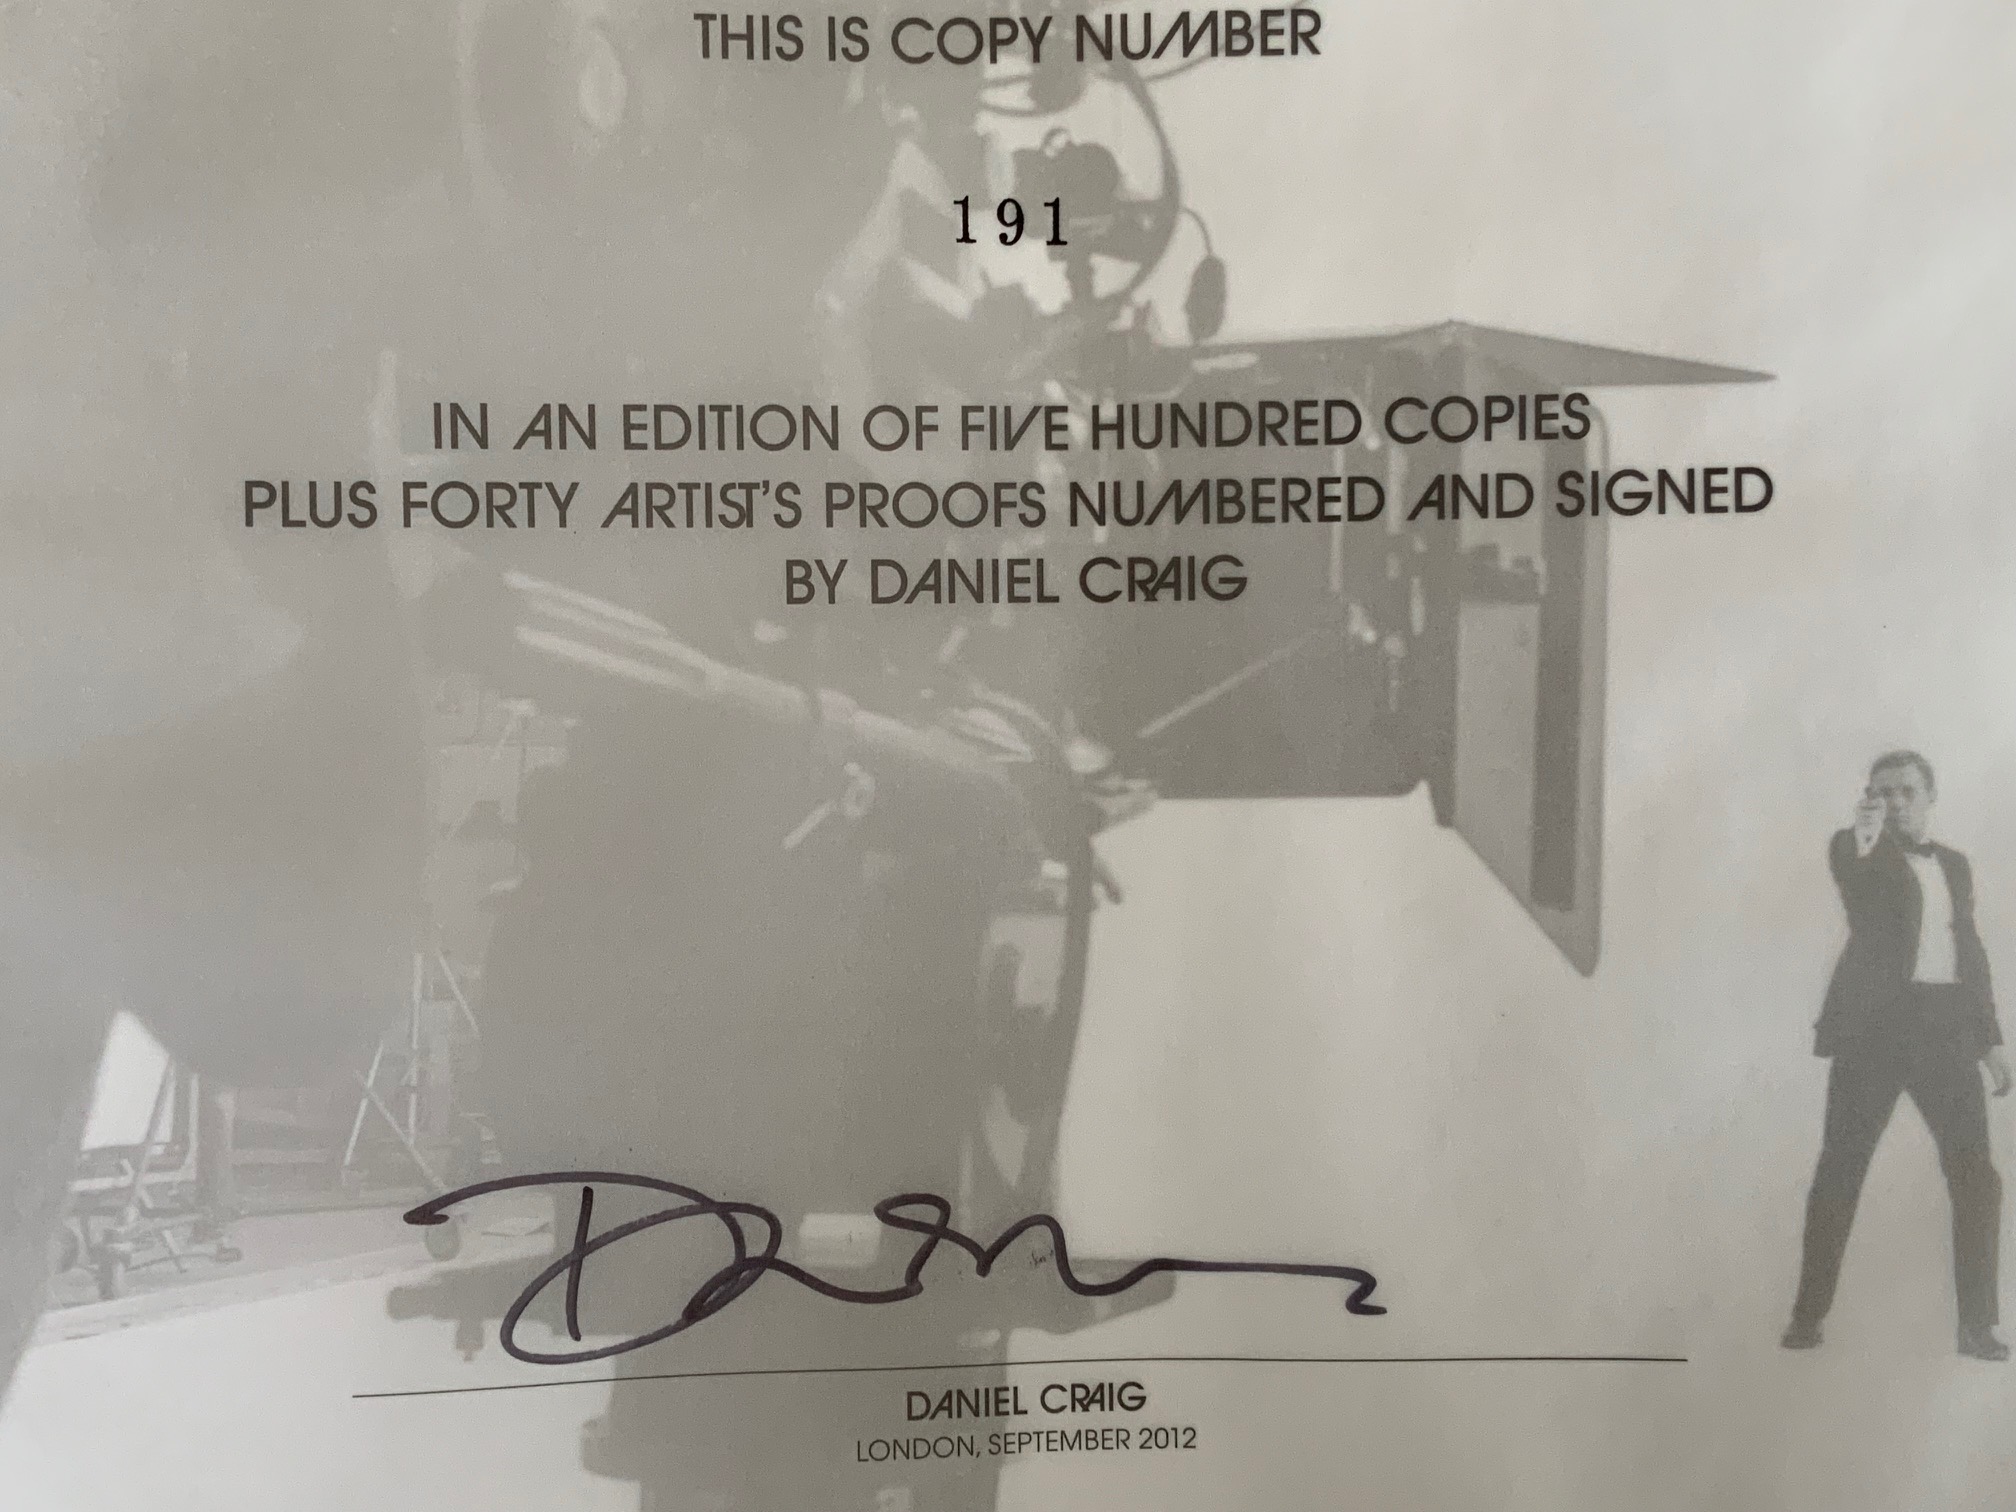 THIS IS COPY NUMBER
191
IN AN EDITION OF FIVE HUNDRED COPIES
PLUS FORTY ARTIST'S PROOFS NUMBERED AND SIGNED
BY DANIEL CRAIG
DANIEL CRAIG
LONDON, SEPTEMBER 2012